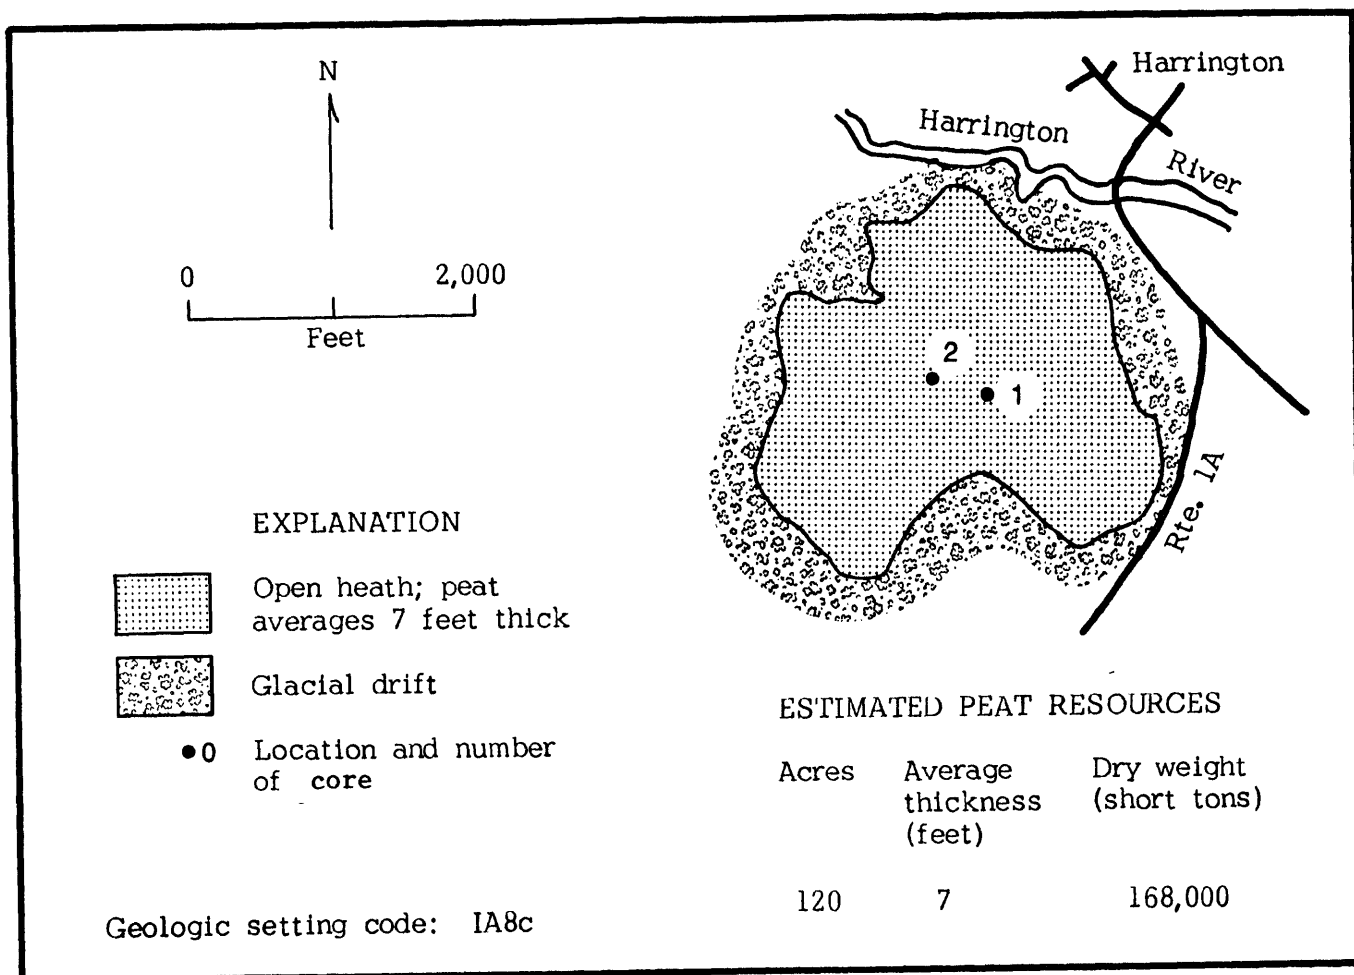 N
0 2,000
Feet
Harrington
Harrington
River
2
1
Rte. 1A
EXPLANATION
Open heath; peat
averages 7 feet thick
Glacial drift
0 Location and number
of core
Geologic setting code: IA8c
ESTIMATED PEAT RESOURCES
Acres Average Dry weight
thickness (short tons)
(feet)
120 7 168,000